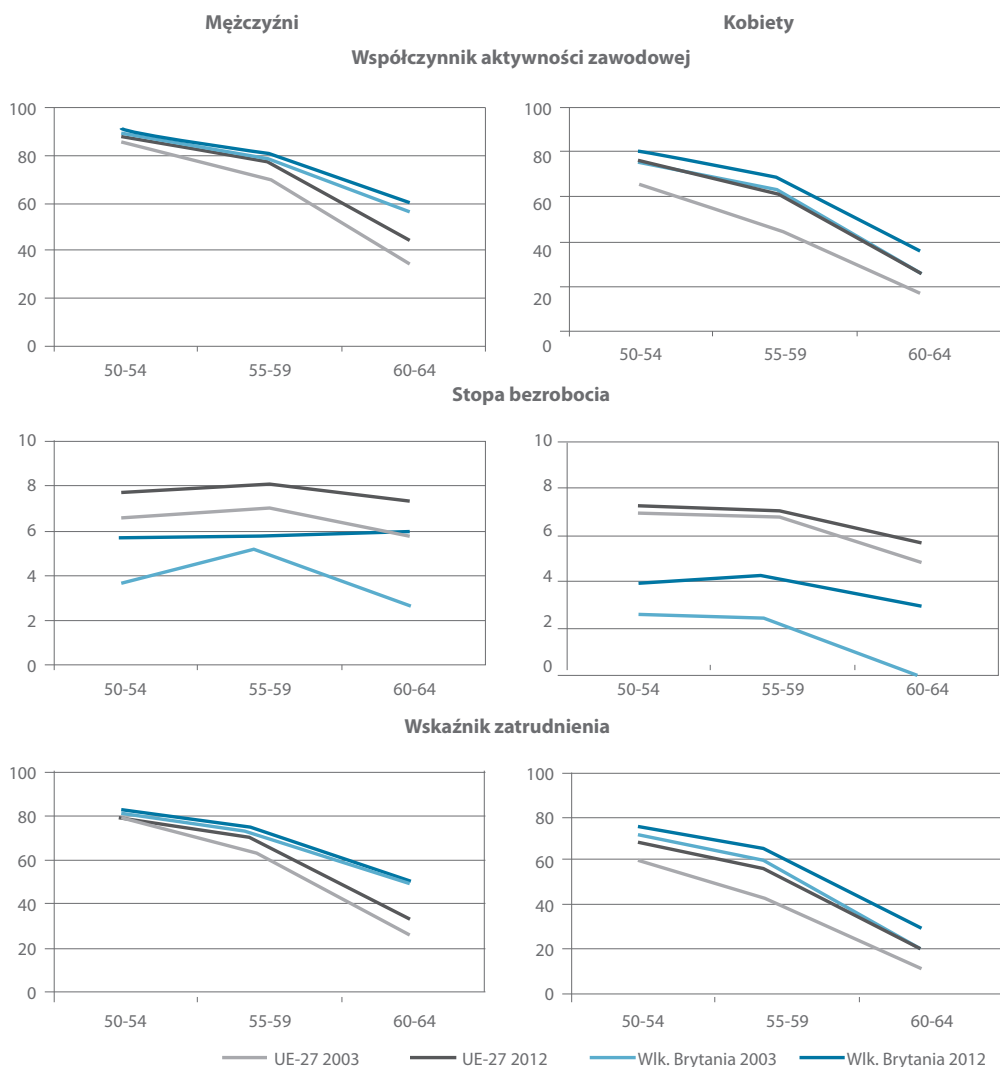 Mężczyźni Kobiety
Współczynnik aktywności zawodowej
100 100
80 80
60 60
40 40
20 20
0 0
50-54 55-59 60-64 50-54 55-59 60-64
Stopa bezrobocia
10 10
8 8
6 6
4 4
2 2
0 0
50-54 55-59 60-64 50-54 55-59 60-64
Wskaźnik zatrudnienia
100 100
80 80
60 60
40 40
20 20
0 0
50-54 55-59 60-64 50-54 55-59 60-64
UE-27 2003 UE-27 2012 Wlk. Brytania 2003 Wlk. Brytania 2012